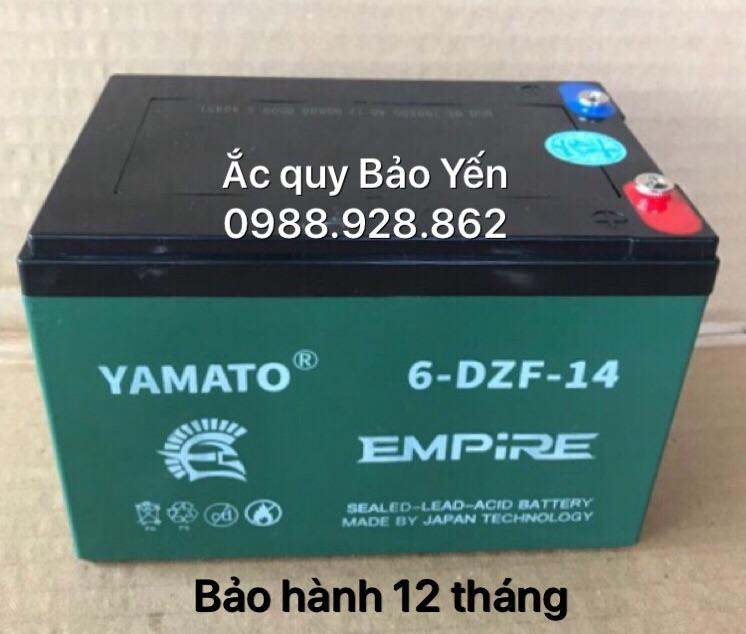 Ắc quy Bảo Yến
0988.928.862
YAMATO®
6-DZF-14
EMPiRE
SEALED-LEAD-ACID BATTERY
MADE BY JAPAN TECHNOLOGY
Bảo hành 12 tháng